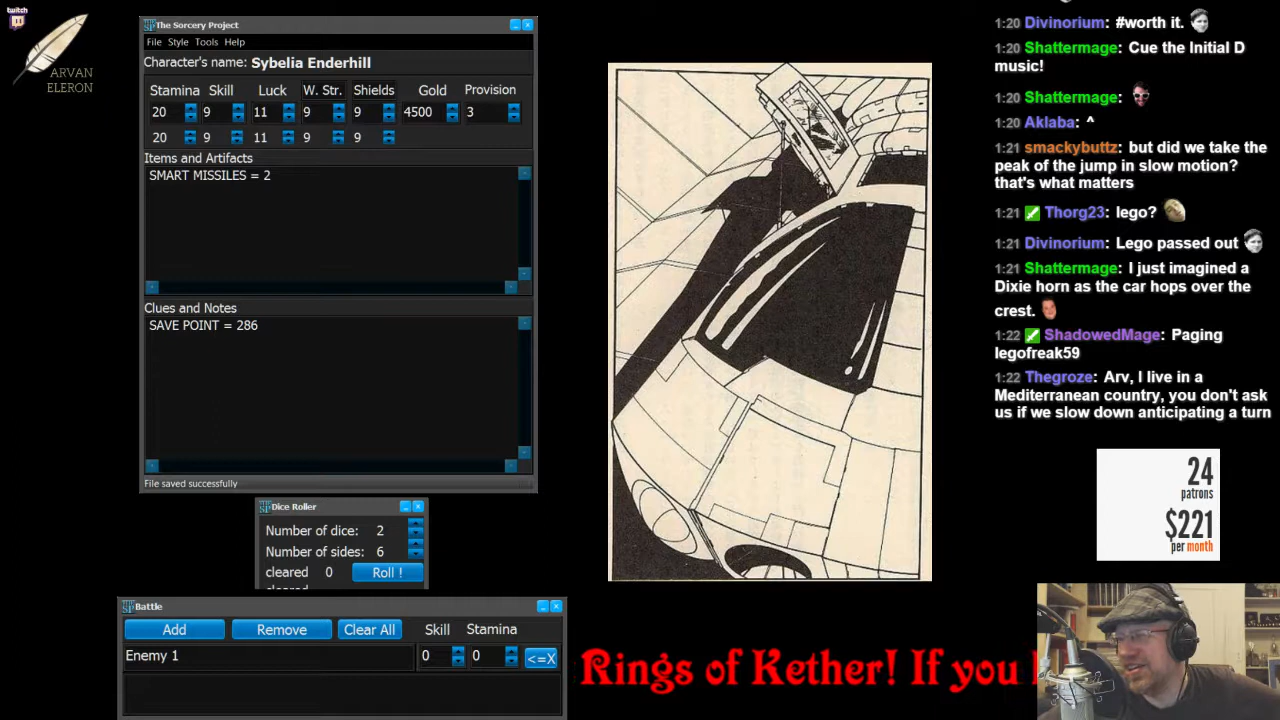 twitch
ARVAN
ELERON
The Sorcery Project
File Style Tools Help
Character's name: Sybelia Enderhill
Stamina Skill Luck W. Str. Shields Gold Provision
20 9 11 9 9 4500 3
20 9 11 9 9
Items and Artifacts
SMART MISSILES = 2
Clues and Notes
SAVE POINT = 286
File saved successfully
Dice Roller
Number of dice: 2
Number of sides: 6
cleared 0 Roll !
Battle
Add Remove Clear All Skill Stamina
Enemy 1 0 0 <=X
Rings of Kether! If you
1:20 Divinorium: #worth it.
1:20 Shattermage: Cue the Initial D
music!
1:20 Shattermage:
1:20 Aklaba: ^
1:21 smackybuttz: but did we take the
peak of the jump in slow motion?
that's what matters
1:21 Thorg23: lego?
1:21 Divinorium: Lego passed out
1:21 Shattermage: I just imagined a
Dixie horn as the car hops over the
crest.
1:22 ShadowedMage: Paging
legofreak59
1:22 Thegroze: Arv, I live in a
Mediterranean country, you don't ask
us if we slow down anticipating a turn
24
patrons
$221
per month